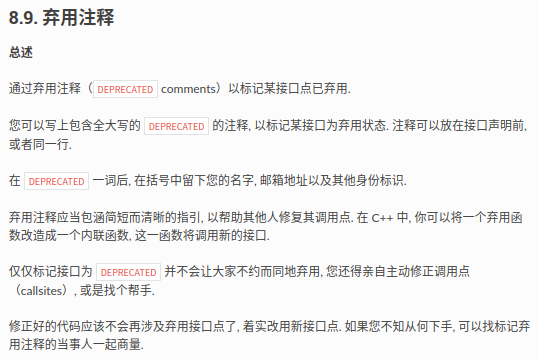 8.9. 弃用注释
总述
通过弃用注释（DEPRECATED comments）以标记某接口点已弃用.
您可以写上包含全大写的 DEPRECATED 的注释, 以标记某接口为弃用状态. 注释可以放在接口声明前,
或者同一行.
在 DEPRECATED 一词后, 在括号中留下您的名字, 邮箱地址以及其他身份标识.
弃用注释应当包涵简短而清晰的指引, 以帮助其他人修复其调用点. 在 C++ 中, 你可以将一个弃用函
数改造成一个内联函数, 这一函数将调用新的接口.
仅仅标记接口为 DEPRECATED 并不会让大家不约而同地弃用, 您还得亲自主动修正调用点
（callsites）, 或是找个帮手.
修正好的代码应该不会再涉及弃用接口点了, 着实改用新接口点. 如果您不知从何下手, 可以找标记弃
用注释的当事人一起商量.